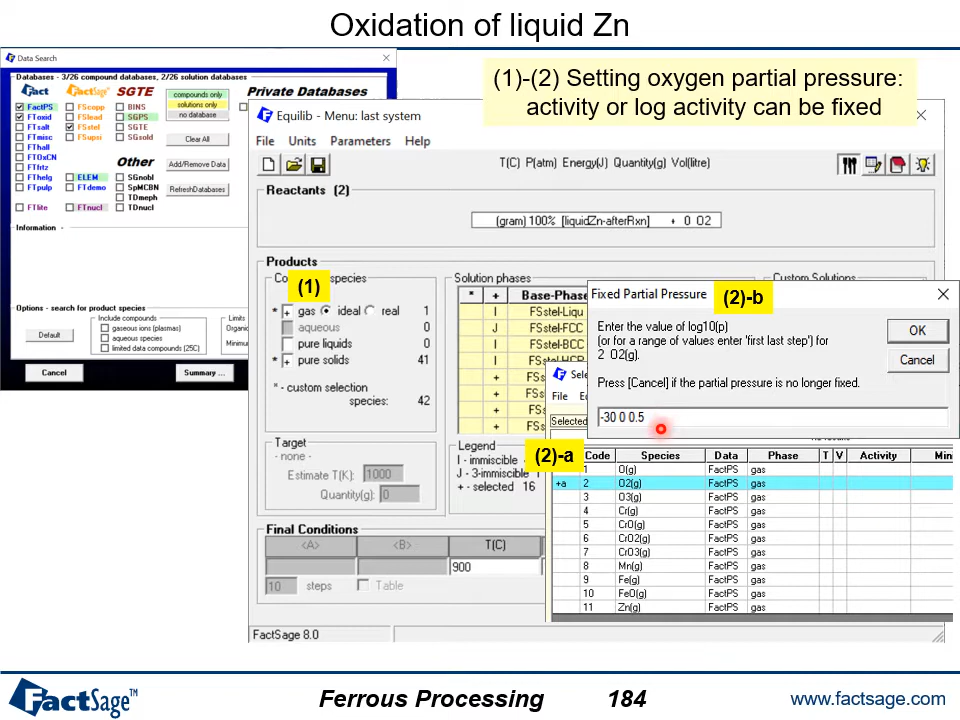 Oxidation of liquid Zn
(1)-(2) Setting oxygen partial pressure:
activity or log activity can be fixed
Data Search
Databases - 3/26 compound databases, 2/26 solution databases
Fact FactSage SGTE
compounds only
solutions only
no database
Private Databases
FactPS FScopp BINS
FToxid FSlead SGPS
FTsalt FSstel SGTE
FTmisc FSupsi SGsold
FThall
FTOxCN
FTfrtz
FThelg ELEM
FTpulp FTdemo
FTlite FTnucl
Other
SGnobl
SpMCBN
TDmeph
TDnucl
Clear All
Add/Remove Data
RefreshDatabases
Information -
Options - search for product species
Default
Include compounds
gaseous ions (plasmas)
aqueous species
limited data compounds (25C)
Limits
Cancel
Summary ...
Equilib - Menu: last system
File Units Parameters Help
T(C) P(atm) Energy(J) Quantity(g) Vol(litre)
Reactants (2)
(gram) 100% [liquidZn-afterRxn] + 0 O2
Products
(1)
* + gas ideal real 1
aqueous 0
pure liquids 0
* + pure solids 41
* - custom selection
species: 42
Target
- none -
Estimate T(K): 1000
Quantity(g): 0
Solution phases
* + Base-Phase
I FSstel-Liqu
I FSstel-FCC
I FSstel-BCC
I FSstel-HCP
+
+
+
+
Legend
I - immiscible
J - 3-immiscible
+ - selected 16
Custom Solutions
Final Conditions
<A> <B> T(C)
900
10 steps Table
FactSage 8.0
Fixed Partial Pressure
(2)-b
Enter the value of log10(p)
(or for a range of values enter 'first last step') for
2 O2(g).
Press [Cancel] if the partial pressure is no longer fixed.
OK
Cancel
-30 0 0.5
File
Selected
(2)-a
Code Species Data Phase T V Activity
1 O(g) FactPS gas
+a 2 O2(g) FactPS gas
3 O3(g) FactPS gas
4 Cr(g) FactPS gas
5 CrO(g) FactPS gas
6 CrO2(g) FactPS gas
7 CrO3(g) FactPS gas
8 Mn(g) FactPS gas
9 Fe(g) FactPS gas
10 FeO(g) FactPS gas
11 Zn(g) FactPS gas
FactSage™
Ferrous Processing
184
www.factsage.com